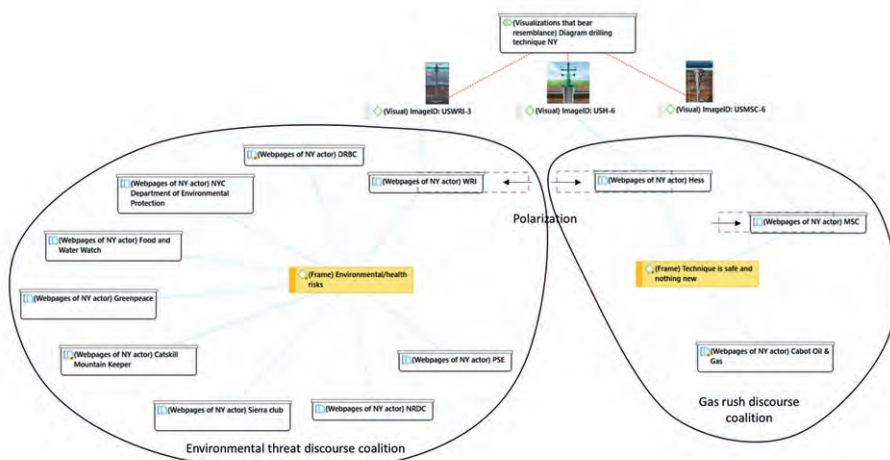 (Visualizations that bear
resemblance) Diagram drilling
technique NY
(Visual) ImageID: USWRI-3
(Visual) ImageID: USH-6
(Visual) ImageID: USMSC-6
(Webpages of NY actor) DRBC
(Webpages of NY actor) WRI
(Webpages of NY actor) Hess
(Webpages of NY actor) NYC
Department of Environmental
Protection
Polarization
(Webpages of NY actor) MSC
(Webpages of NY actor) Food and
Water Watch
(Frame) Environmental/health
risks
(Frame) Technique is safe and
nothing new
(Webpages of NY actor) Greenpeace
(Webpages of NY actor) Catskill
Mountain Keeper
(Webpages of NY actor) PSE
(Webpages of NY actor) Cabot Oil &
Gas
(Webpages of NY actor) Sierra club
(Webpages of NY actor) NRDC
Gas rush discourse
coalition
Environmental threat discourse coalition